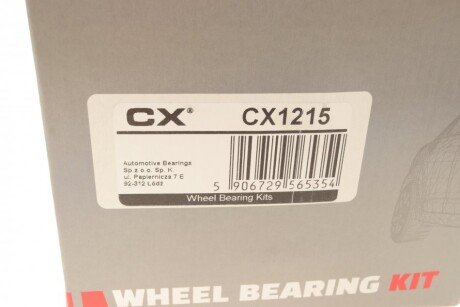 CX® CX1215
Automotive Bearings
Sp.z o.o. Sp. K.
ul. Papiernicza 7 E
92-312 Łódź
5 906729 565354
Wheel Bearing Kits
WHEEL BEARING KIT